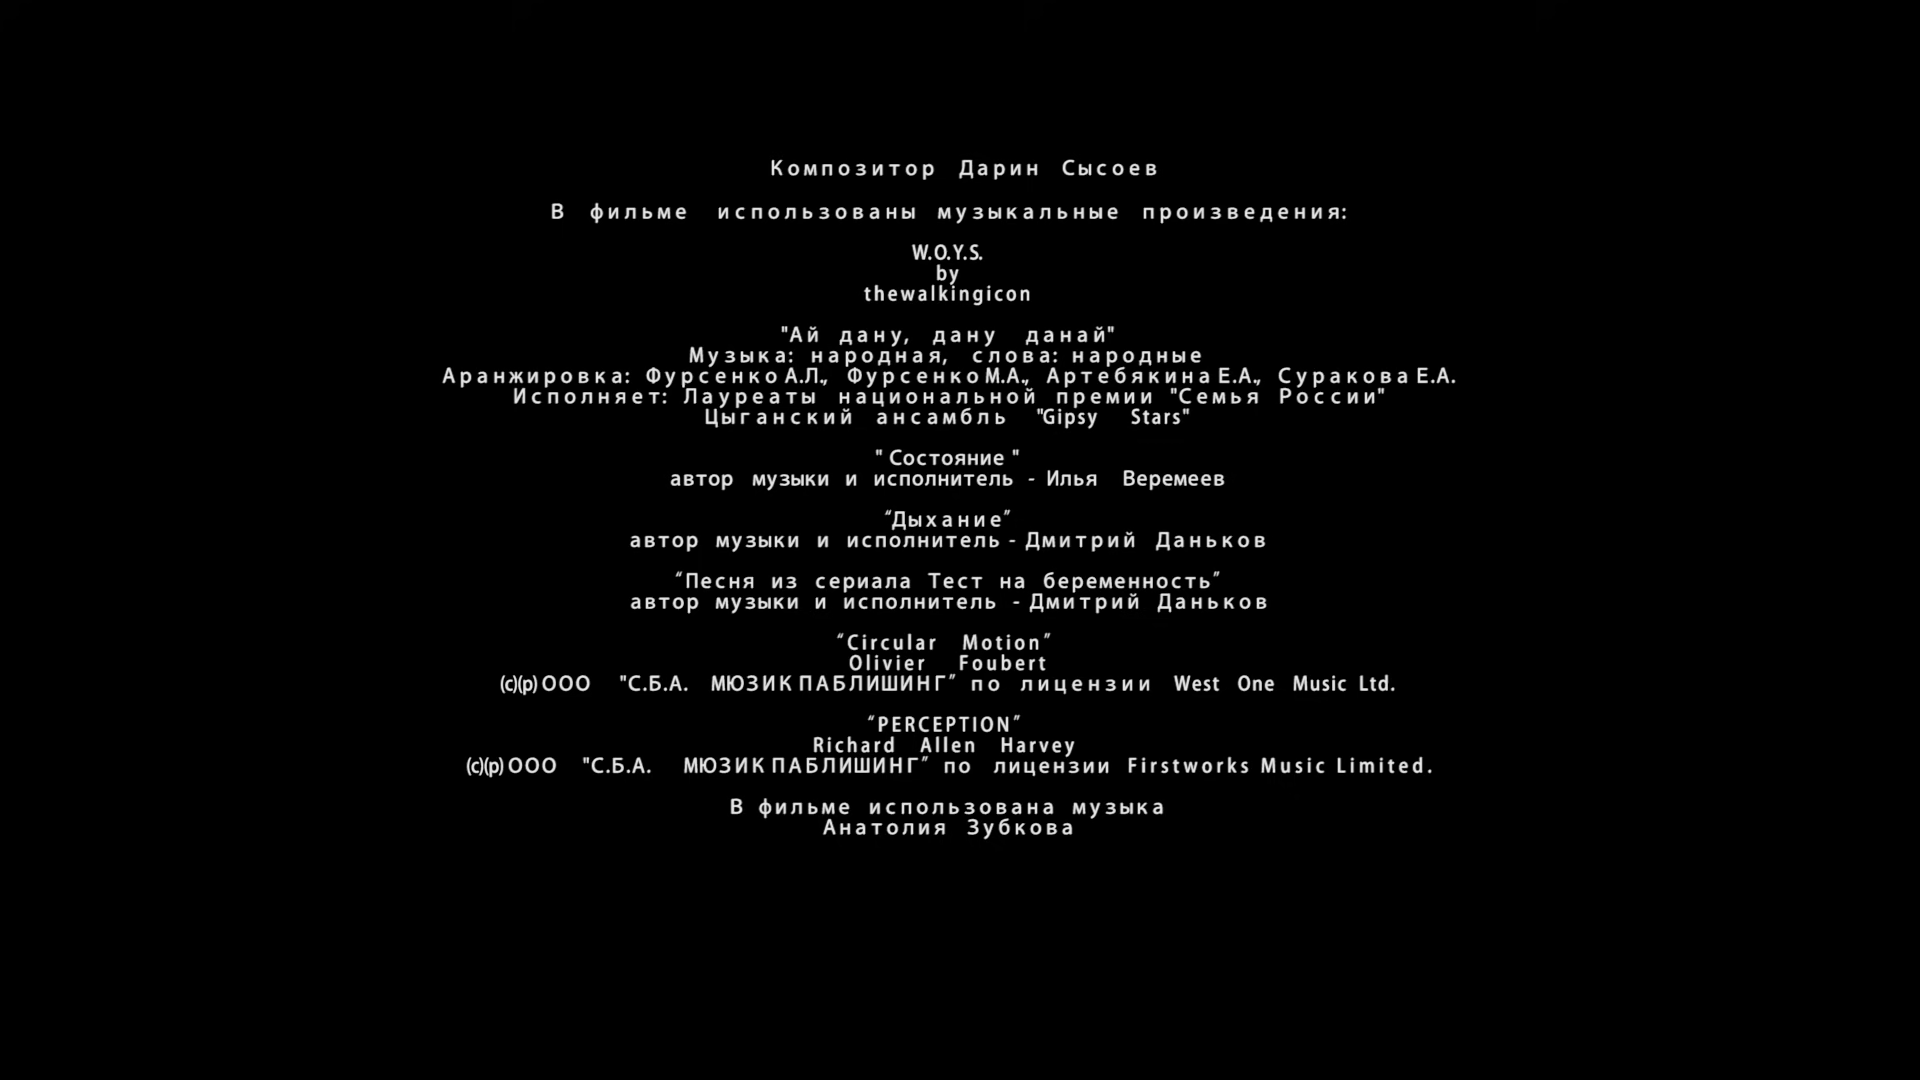 Композитор Дарин Сысоев
В фильме использованы музыкальные произведения:
W.O.Y.S.
by
thewalkingicon
"Ай дану, дану данай"
Музыка: народная, слова: народные
Аранжировка: Фурсенко А.Л., Фурсенко М.А., Артебякина Е.А., Суракова Е.А.
Исполняет: Лауреаты национальной премии "Семья России"
Цыганский ансамбль "Gipsy Stars"
" Состояние "
автор музыки и исполнитель - Илья Веремеев
“Дыхание”
автор музыки и исполнитель - Дмитрий Даньков
“Песня из сериала Тест на беременность”
автор музыки и исполнитель - Дмитрий Даньков
“Circular Motion”
Olivier Foubert
(c)(p) ООО "С.Б.А. МЮЗИК ПАБЛИШИНГ” по лицензии West One Music Ltd.
“PERCEPTION”
Richard Allen Harvey
(c)(p) ООО "С.Б.А. МЮЗИК ПАБЛИШИНГ” по лицензии Firstworks Music Limited.
В фильме использована музыка
Анатолия Зубкова